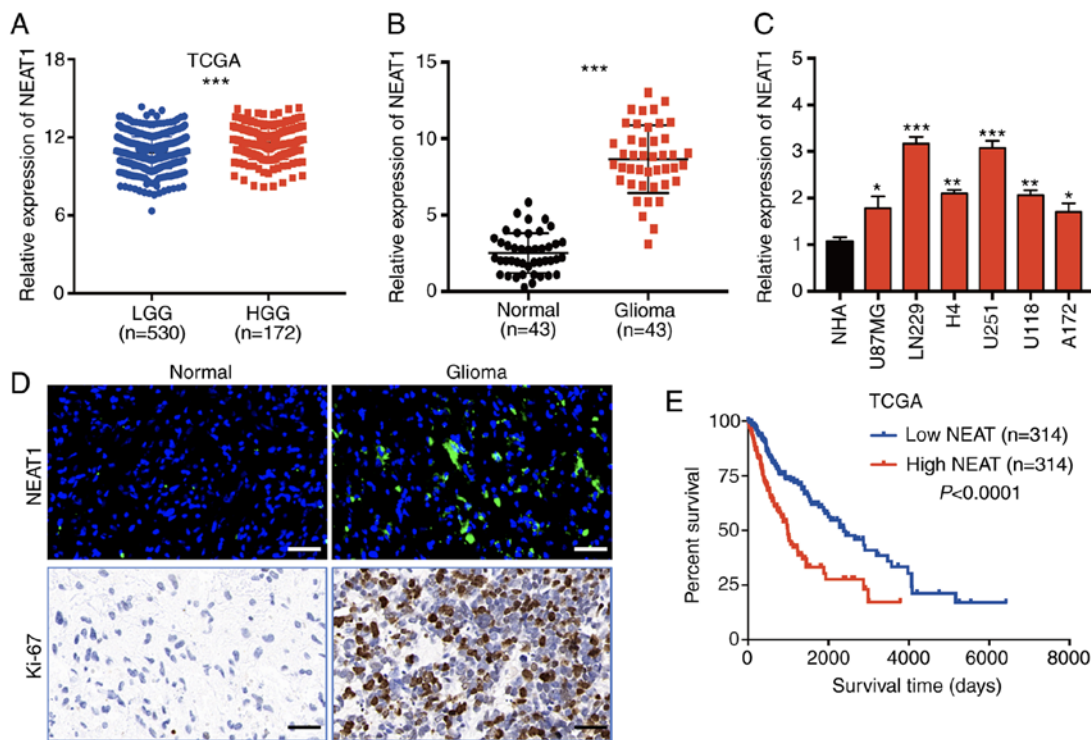 A
Relative expression of NEAT1
18
12
6
0
TCGA
***
LGG
(n=530)
HGG
(n=172)
B
Relative expression of NEAT1
15
10
5
0
***
Normal
(n=43)
Glioma
(n=43)
C
Relative expression of NEAT1
5
4
3
2
1
0
*
***
**
***
**
*
NHA
U87MG
LN229
H4
U251
U118
A172
D
Normal
Glioma
NEAT1
Ki-67
E
TCGA
Low NEAT (n=314)
High NEAT (n=314)
P<0.0001
Percent survival
100
75
50
25
0
0
2000
4000
6000
8000
Survival time (days)